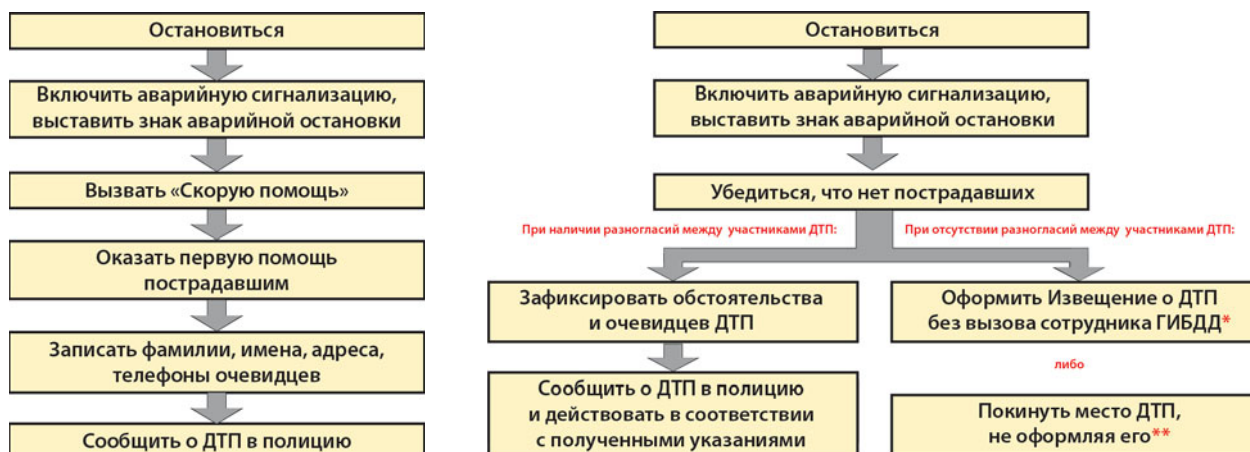 Остановиться
Включить аварийную сигнализацию,
выставить знак аварийной остановки
Вызвать «Скорую помощь»
Оказать первую помощь
пострадавшим
Записать фамилии, имена, адреса,
телефоны очевидцев
Сообщить о ДТП в полицию
Остановиться
Включить аварийную сигнализацию,
выставить знак аварийной остановки
Убедиться, что нет пострадавших
При наличии разногласий между участниками ДТП:
Зафиксировать обстоятельства
и очевидцев ДТП
Сообщить о ДТП в полицию
и действовать в соответствии
с полученными указаниями
При отсутствии разногласий между участниками ДТП:
Оформить Извещение о ДТП
без вызова сотрудника ГИБДД*
либо
Покинуть место ДТП,
не оформляя его**